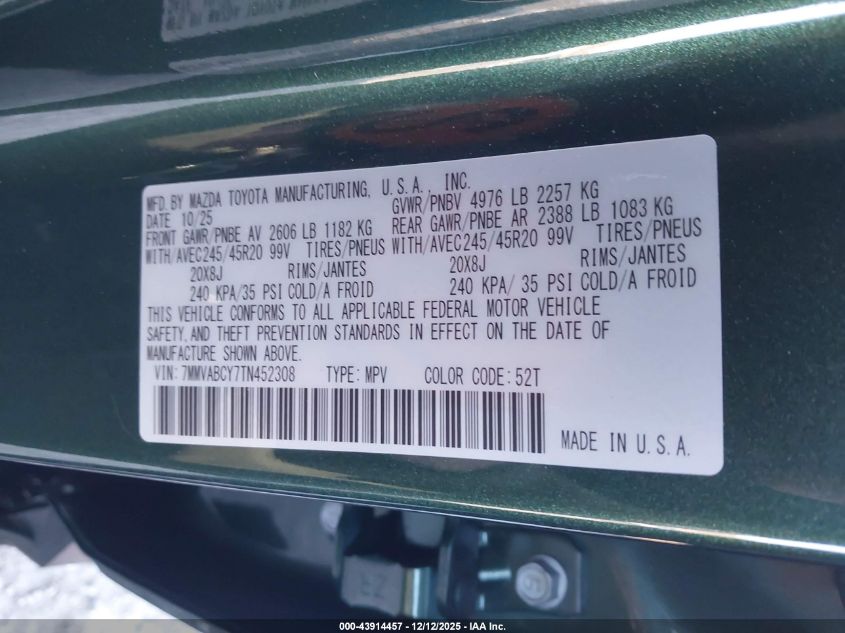 MFD. BY MAZDA TOYOTA MANUFACTURING, U.S.A., INC.
DATE 10/25 GVWR/PNBV 4976 LB 2257 KG
FRONT GAWR/PNBE AV 2606 LB 1182 KG REAR GAWR/PNBE AR 2388 LB 1083 KG
WITH/AVEC245/45R20 99V TIRES/PNEUS WITH/AVEC245/45R20 99V TIRES/PNEUS
20X8J RIMS/JANTES 20X8J RIMS/JANTES
240 KPA/35 PSI COLD/A FROID 240 KPA/35 PSI COLD/A FROID
THIS VEHICLE CONFORMS TO ALL APPLICABLE FEDERAL MOTOR VEHICLE
SAFETY, AND THEFT PREVENTION STANDARDS IN EFFECT ON THE DATE OF
MANUFACTURE SHOWN ABOVE.
VIN:7MMVABCY7TN452308 TYPE:MPV COLOR CODE:52T
MADE IN U.S.A.
000-43914457 - 12/12/2025 - IAA Inc.